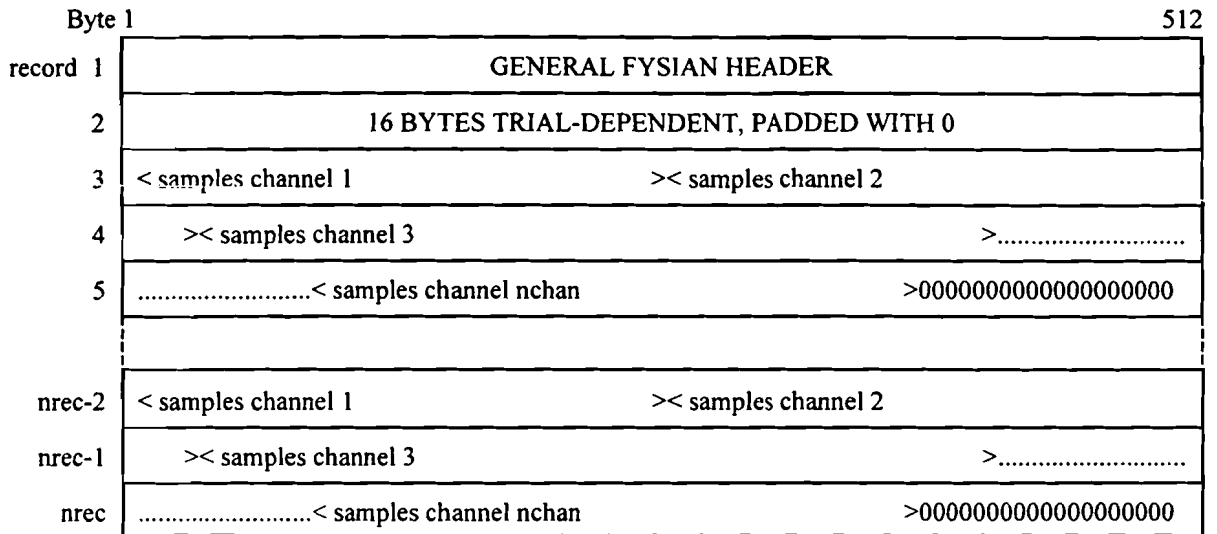 Byte 1 512
record 1 GENERAL FYSIAN HEADER
2 16 BYTES TRIAL-DEPENDENT, PADDED WITH 0
3 < samples channel 1 >< samples channel 2
4 >< samples channel 3 >...........................
5 .........................< samples channel nchan >0000000000000000000
nrec-2 < samples channel 1 >< samples channel 2
nrec-1 >< samples channel 3 >...........................
nrec .........................< samples channel nchan >0000000000000000000